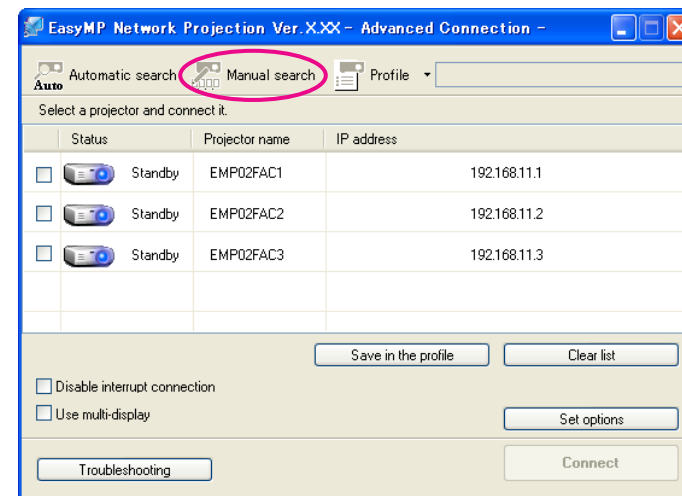 EasyMP Network Projection Ver.X.XX - Advanced Connection -
Auto Automatic search Manual search Profile
Select a projector and connect it.
Status Projector name IP address
Standby EMP02FAC1 192.168.11.1
Standby EMP02FAC2 192.168.11.2
Standby EMP02FAC3 192.168.11.3
Save in the profile Clear list
Disable interrupt connection
Use multi-display
Set options
Troubleshooting Connect